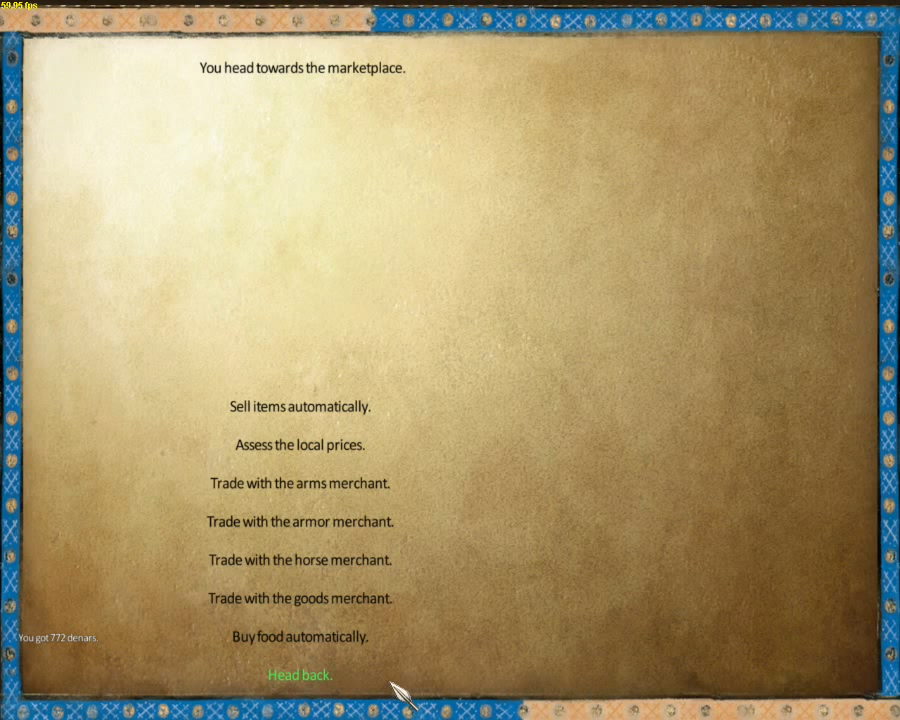 59.95 fps
You head towards the marketplace.
Sell items automatically.
Assess the local prices.
Trade with the arms merchant.
Trade with the armor merchant.
Trade with the horse merchant.
Trade with the goods merchant.
Buy food automatically.
You got 772 denars.
Head back.